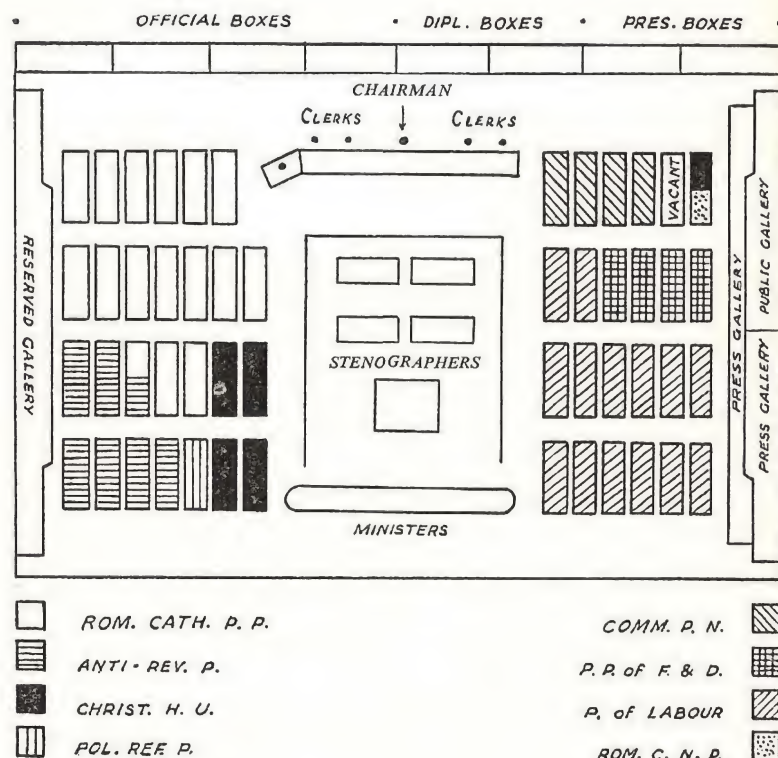 OFFICIAL BOXES • DIPL. BOXES • PRES. BOXES
CHAIRMAN
CLERKS CLERKS
VACANT
RESERVED GALLERY
PRESS GALLERY
PUBLIC GALLERY
PRESS GALLERY
STENOGRAPHERS
MINISTERS
ROM. CATH. P. P.
COMM. P. N.
ANTI-REV. P.
P. P. of F. & D.
CHRIST. H. U.
P. of LABOUR
POL. REF. P.
ROM. C. N. P.